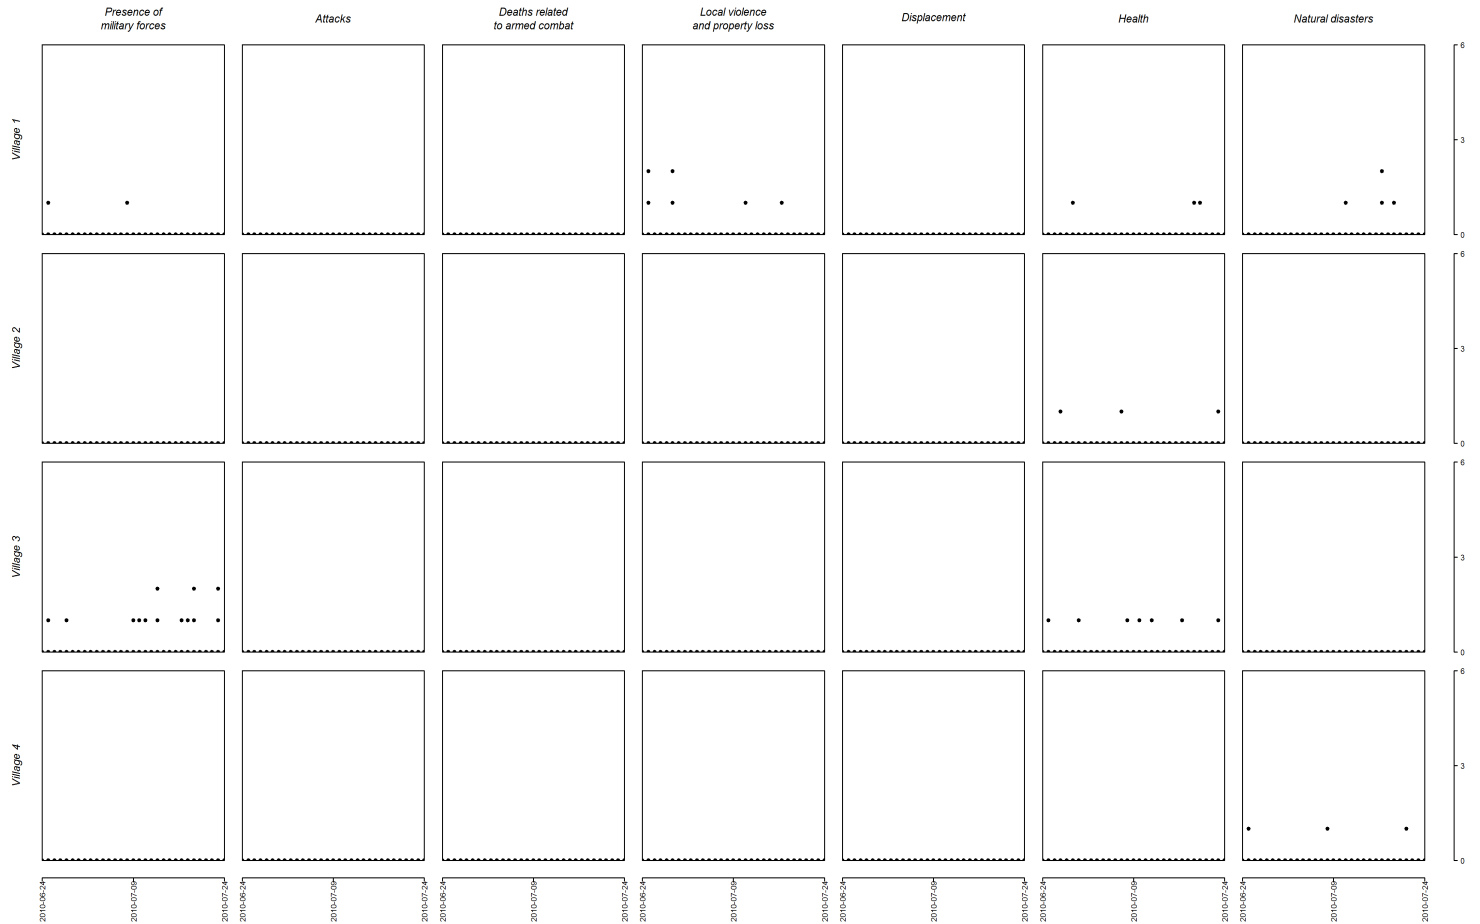 Presence of
military forces
Attacks
Deaths related
to armed combat
Local violence
and property loss
Displacement
Health
Natural disasters
Village 1
6
3
0
Village 2
6
3
0
Village 3
6
3
0
Village 4
6
3
0
2010-06-24
2010-07-09
2010-07-24
2010-06-24
2010-07-09
2010-07-24
2010-06-24
2010-07-09
2010-07-24
2010-06-24
2010-07-09
2010-07-24
2010-06-24
2010-07-09
2010-07-24
2010-06-24
2010-07-09
2010-07-24
2010-06-24
2010-07-09
2010-07-24